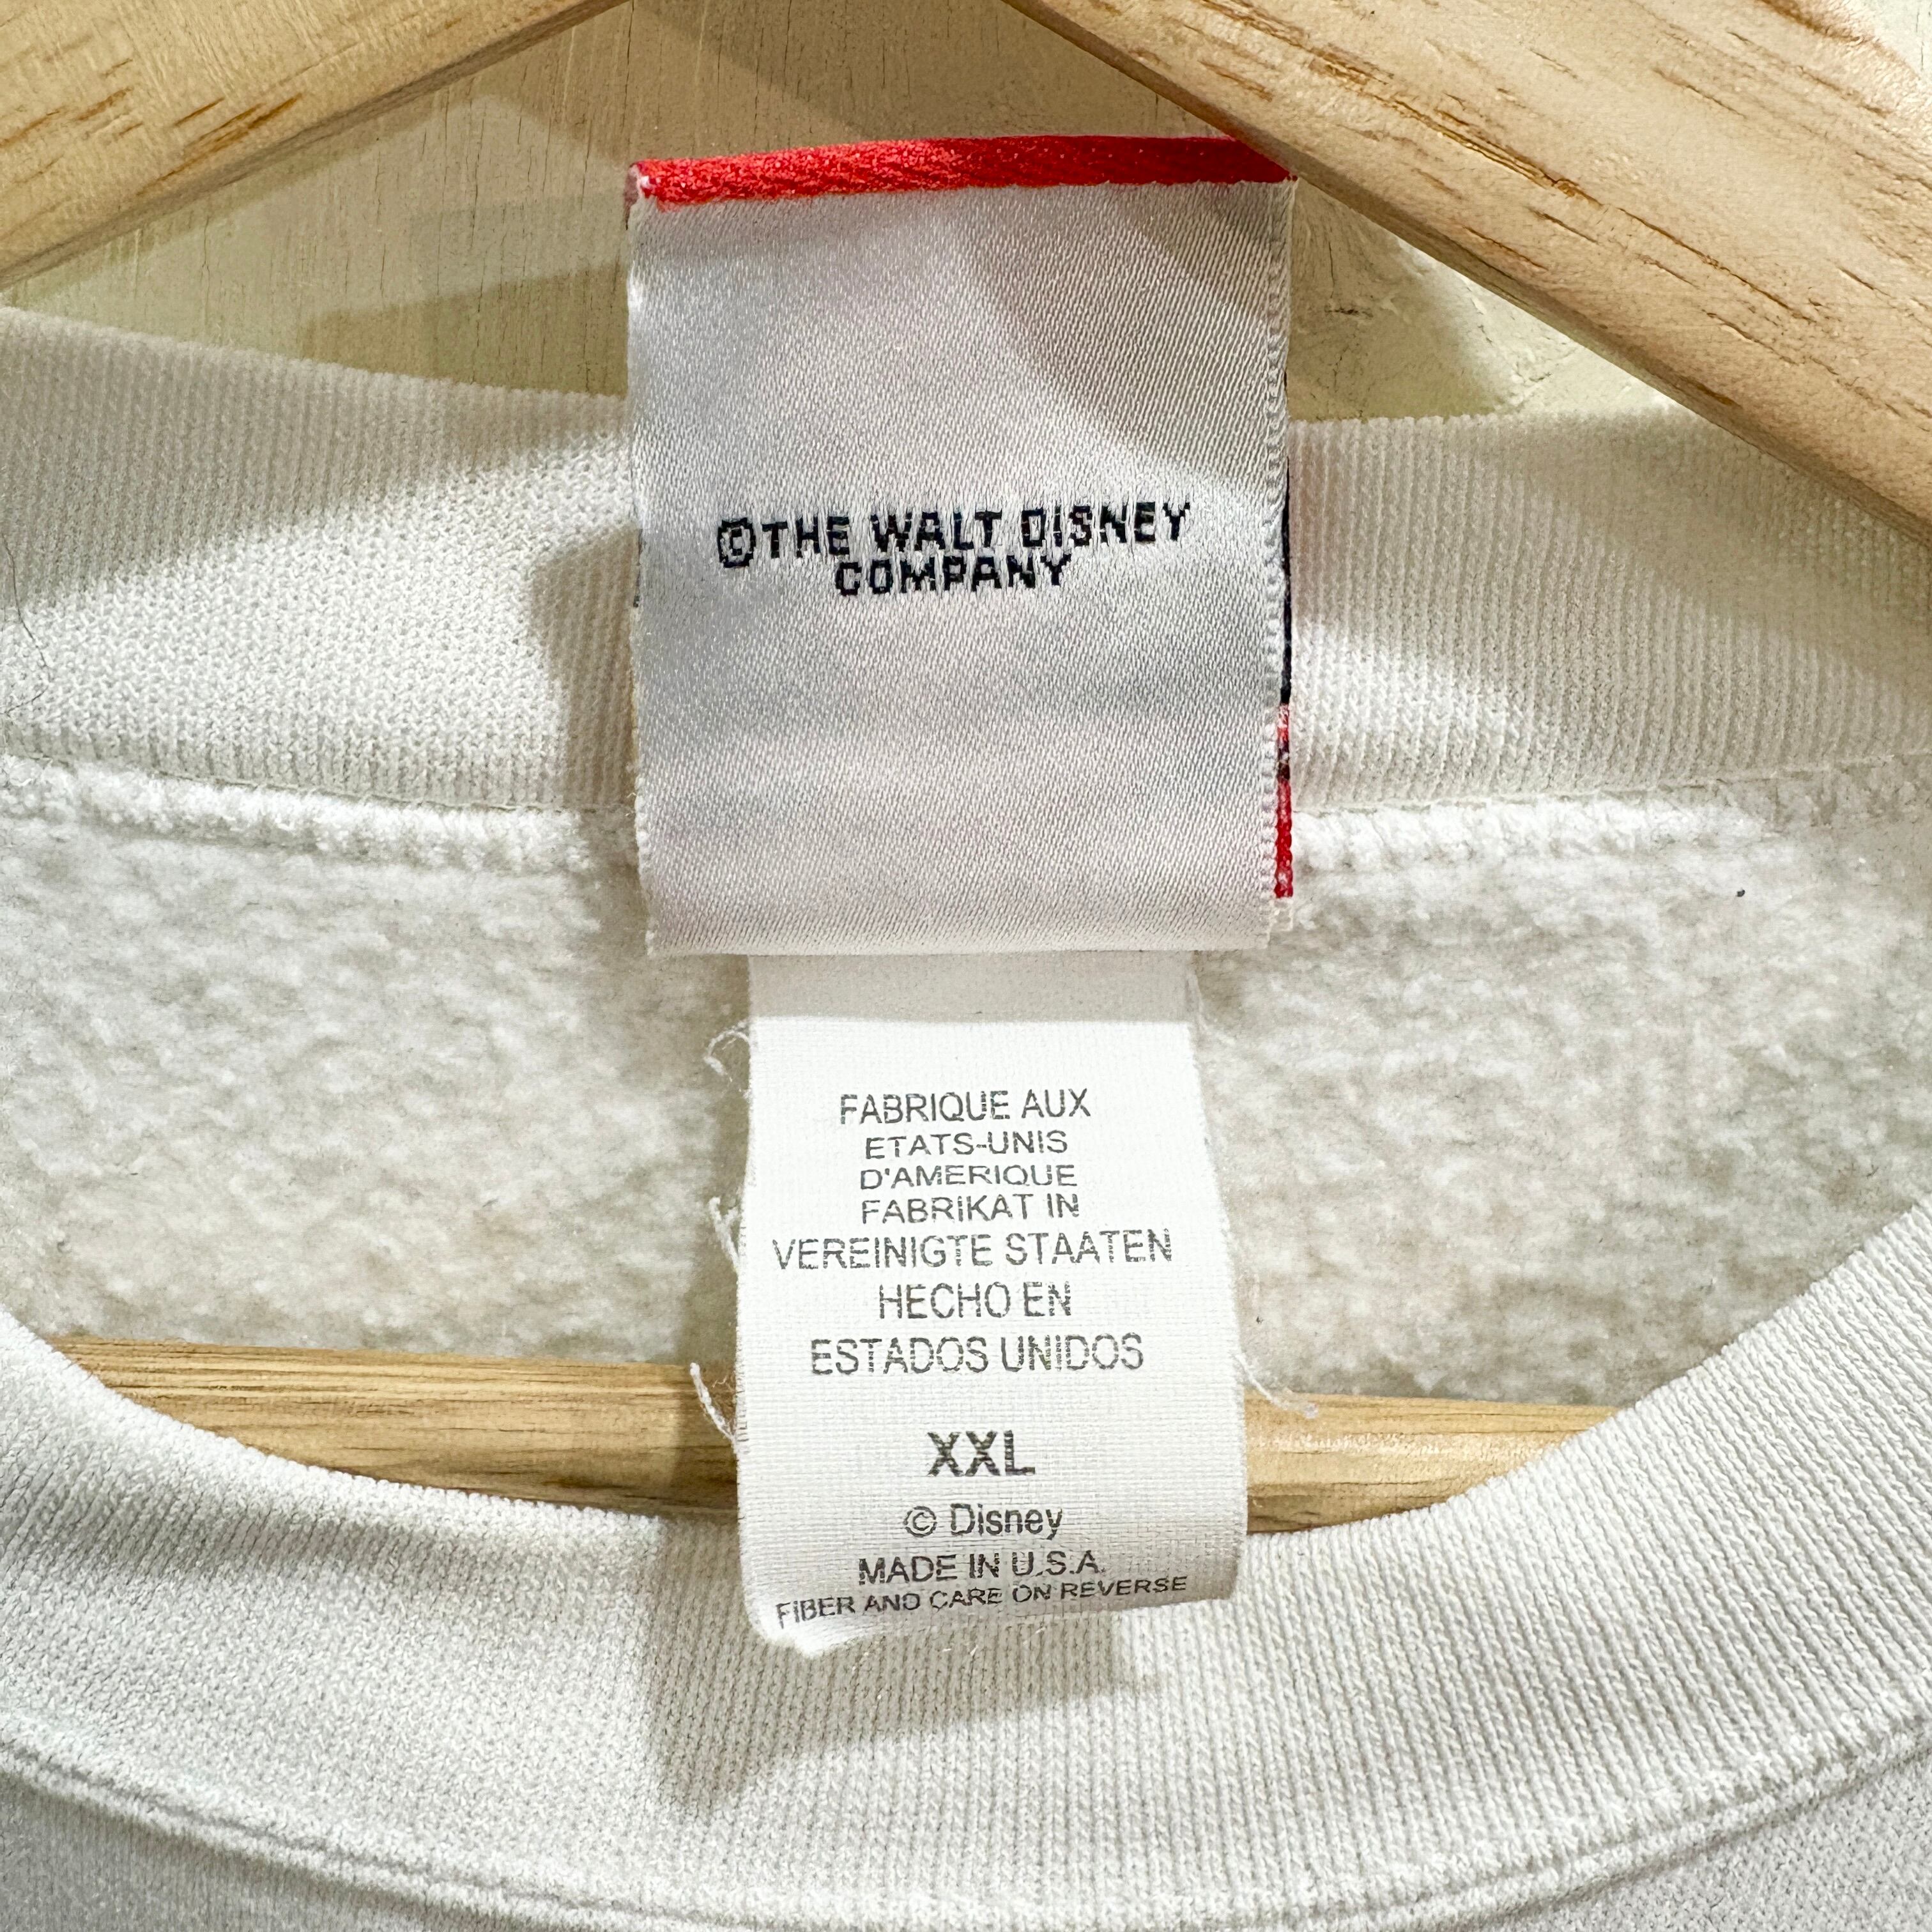 ©THE WALT DISNEY
COMPANY
FABRIQUE AUX
ETATS-UNIS
D'AMERIQUE
FABRIKAT IN
VEREINIGTE STAATEN
HECHO EN
ESTADOS UNIDOS
XXL
© Disney
MADE IN U.S.A.
FIBER AND CARE ON REVERSE